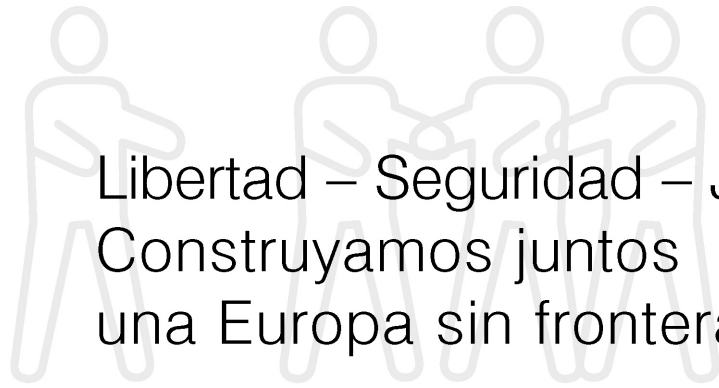 Libertad – Seguridad –
Construyamos juntos
una Europa sin